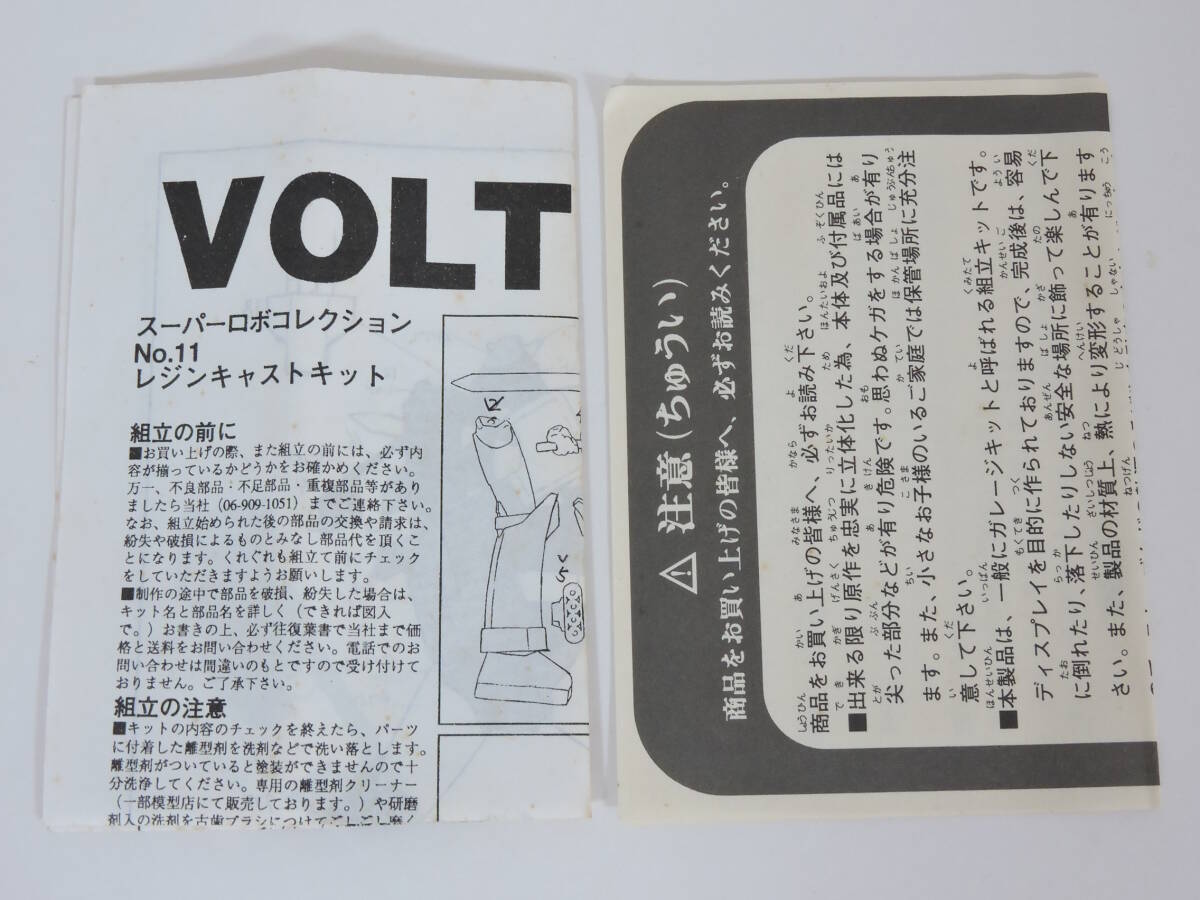 VOLT
スーパーロボコレクション
No.11
レジンキャストキット
組立の前に
■お買い上げの際、また組立の前には、必ず内
容が揃っているかどうかをお確かめください。
万一、不良部品・不足部品・重複部品等があり
ましたら当社(06-909-1051)までご連絡下さい。
なお、組立始められた後の部品の交換や請求は、
紛失や破損によるものとみなし部品代を頂くこ
とになります。くれぐれも組立て前にチェック
をしていただきますようお願いします。
■制作の途中で部品を破損、紛失した場合は、
キット名と部品名を詳しく(できれば図入
で。)お書きの上、必ず往復葉書で当社まで価
格と送料をお問い合わせください。電話でのお
問い合わせは間違いのもとですので受け付けて
おりません。ご了承下さい。
組立の注意
■キットの内容のチェックを終えたら、パーツ
に付着した離型剤を洗剤などで洗い落とします。
離型剤がついていると塗装ができませんので十
分洗浄してください。専用の離型剤クリーナー
(一部模型店にて販売しております。)や研磨
剤入の洗剤を古歯ブラシにつけてごしごし磨く
R
⚠ 注意(ちゅうい)
商品をお買い上げの皆様へ、必ずお読みください。
商品をお買い上げの皆様へ、必ずお読み下さい。
■出来る限り原作を忠実に立体化した為、本体及び付属品には
尖った部分などが有り危険です。思わぬケガをする場合が有り
ます。また、小さなお子様のいるご家庭では保管場所に充分注
意して下さい。
■本製品は、一般にガレージキットと呼ばれる組立キットです。
ディスプレイを目的に作られておりますので、完成後は、容易
に倒れたり、落下したりしない安全な場所に飾って楽しんで下
さい。また、製品の材質上、熱により変形することが有ります